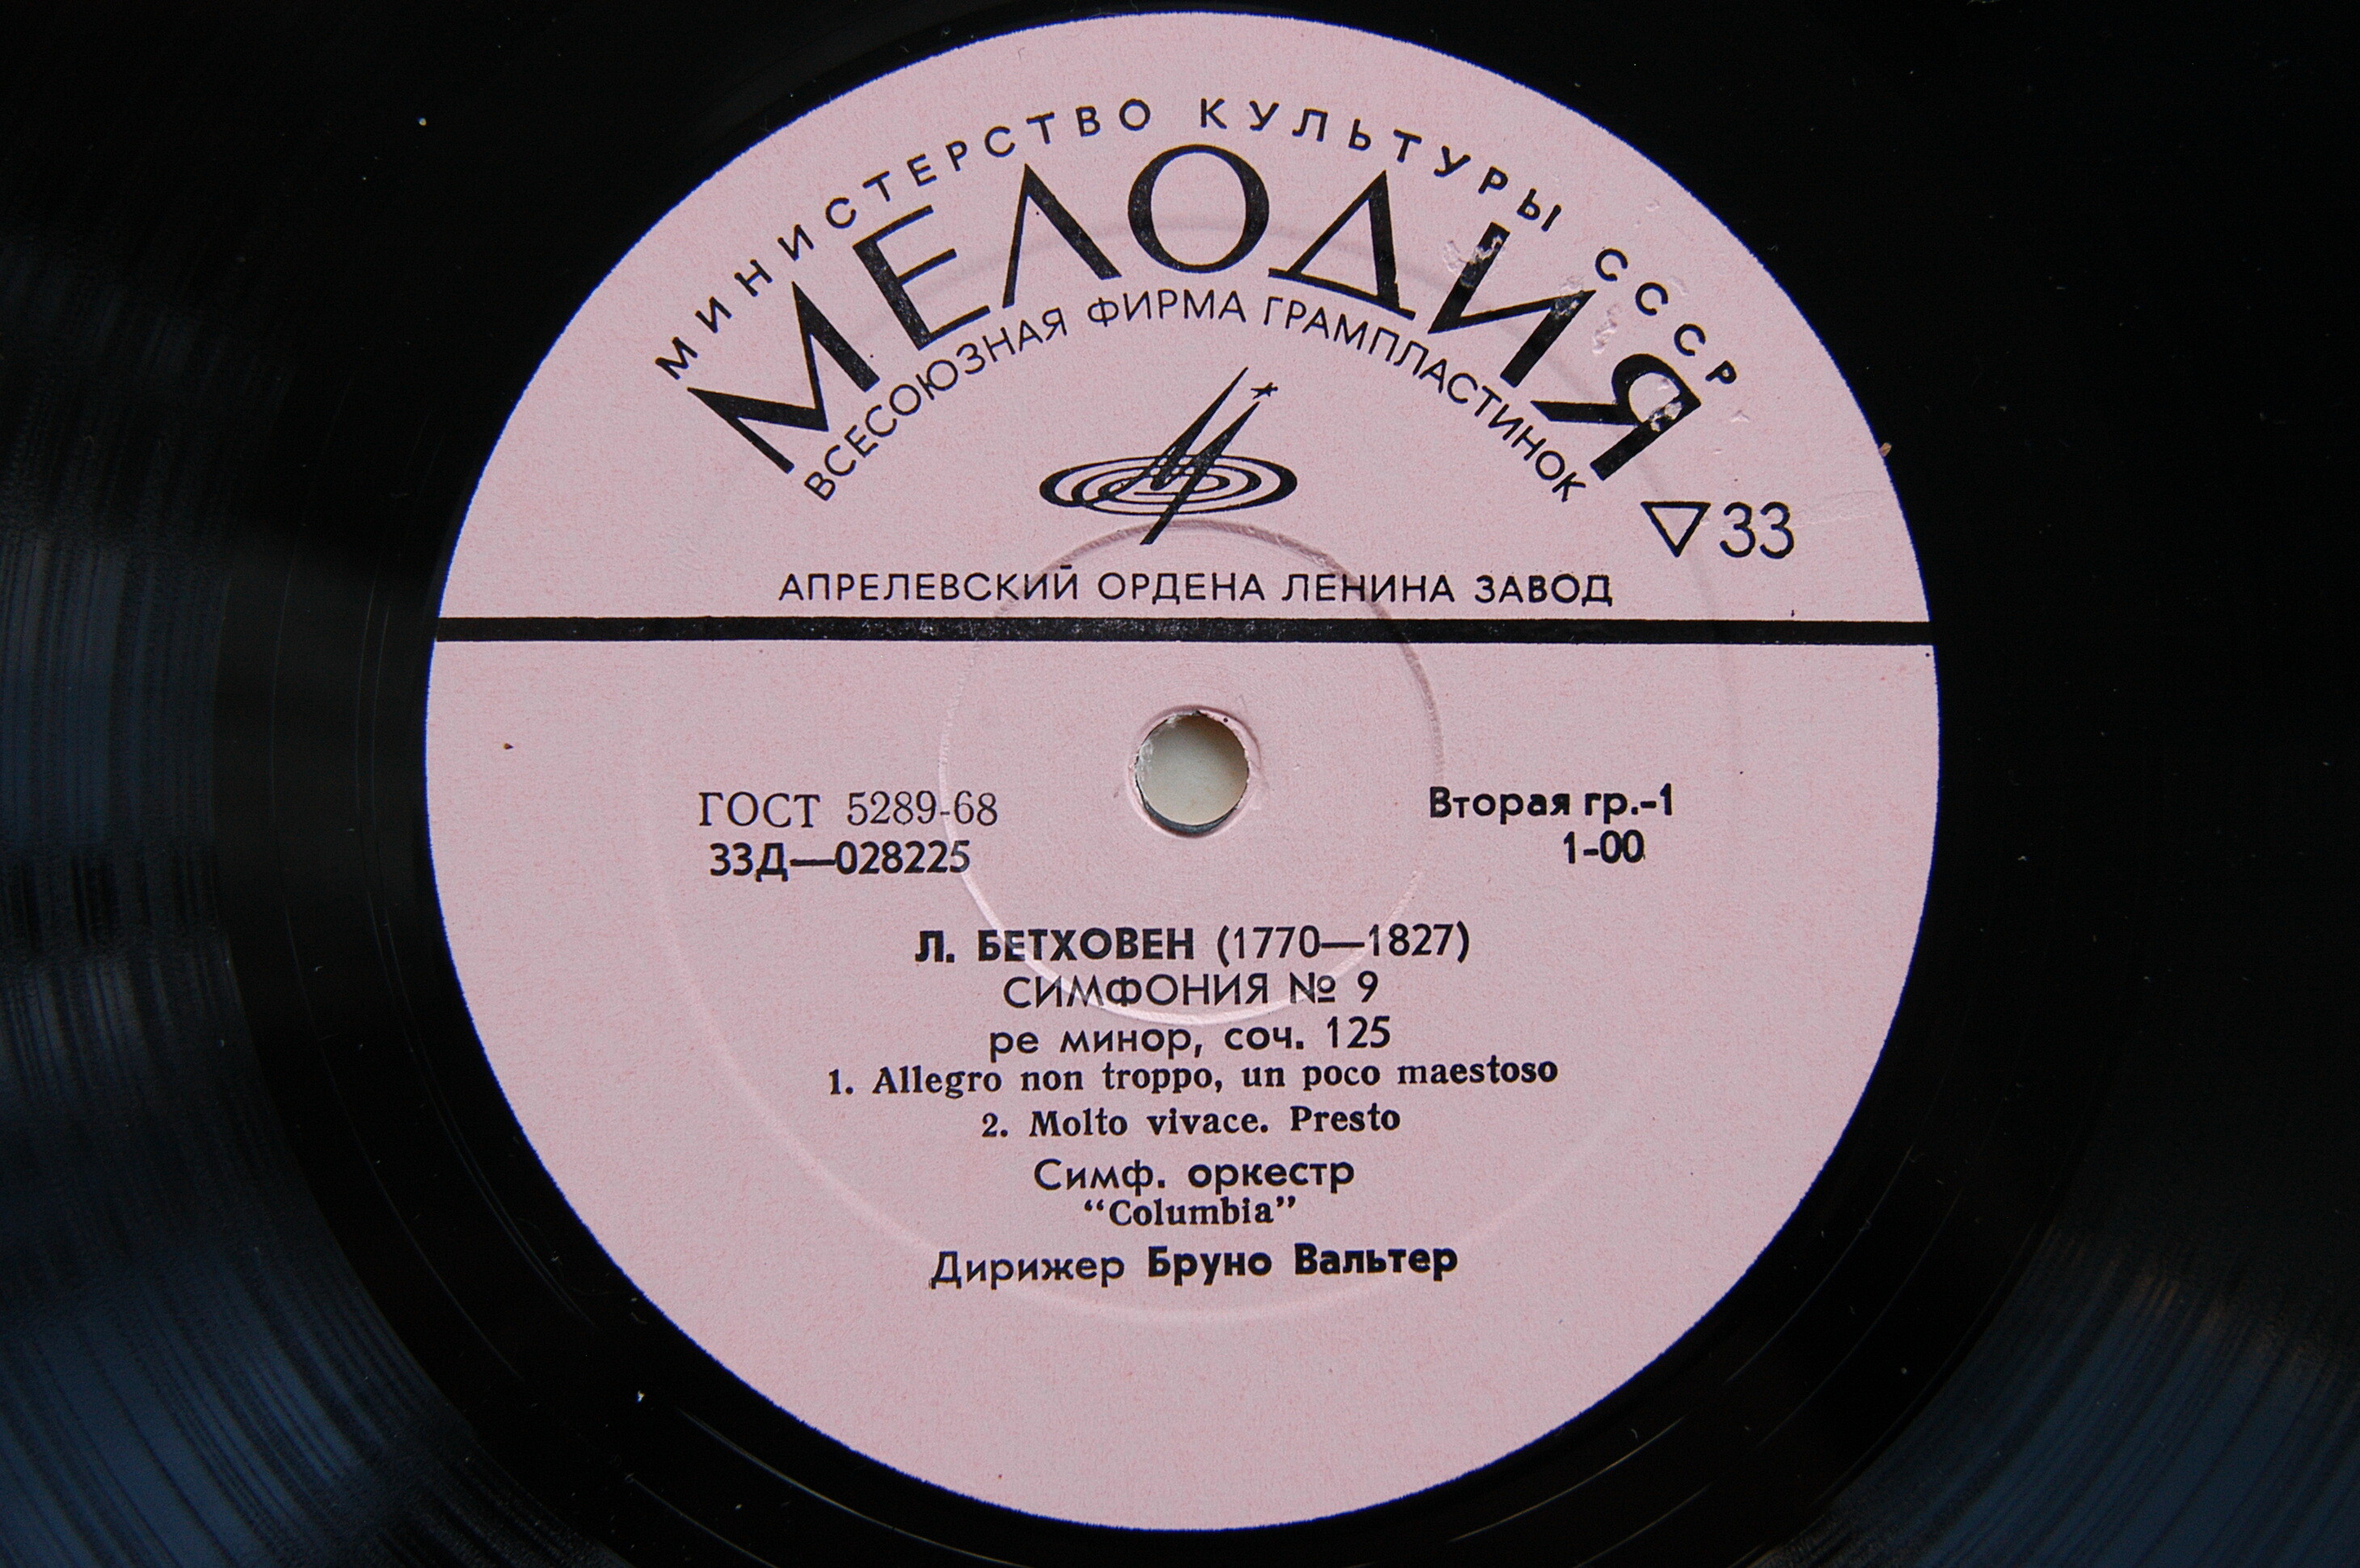 МИНИСТЕРСТВО КУЛЬТУРЫ СССР
МЕЛОДИЯ
ВСЕСОЮЗНАЯ ФИРМА ГРАМПЛАСТИНОК
▽33
АПРЕЛЕВСКИЙ ОРДЕНА ЛЕНИНА ЗАВОД
ГОСТ 5289-68
33Д—028225
Вторая гр.-1
1-00
Л. БЕТХОВЕН (1770—1827)
СИМФОНИЯ № 9
ре минор, соч. 125
1. Allegro non troppo, un poco maestoso
2. Molto vivace. Presto
Симф. оркестр
“Columbia”
Дирижер Бруно Вальтер